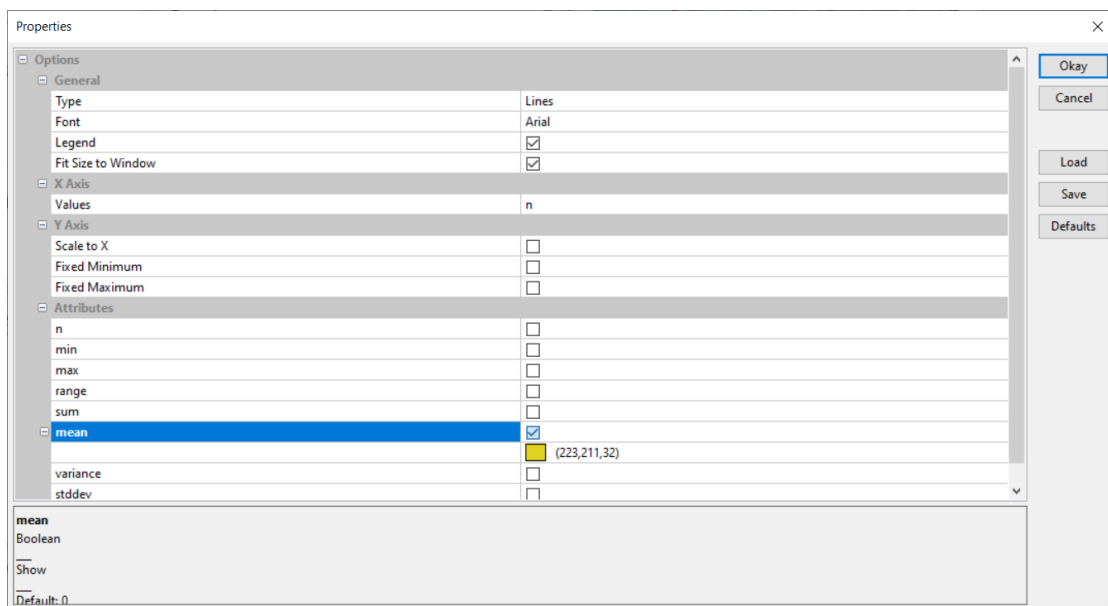 Properties
Options
General
Type Lines
Font Arial
Legend
Fit Size to Window
X Axis
Values n
Y Axis
Scale to X
Fixed Minimum
Fixed Maximum
Attributes
n
min
max
range
sum
mean
(223,211,32)
variance
stddev
Okay
Cancel
Load
Save
Defaults
mean
Boolean
Show
Default: 0